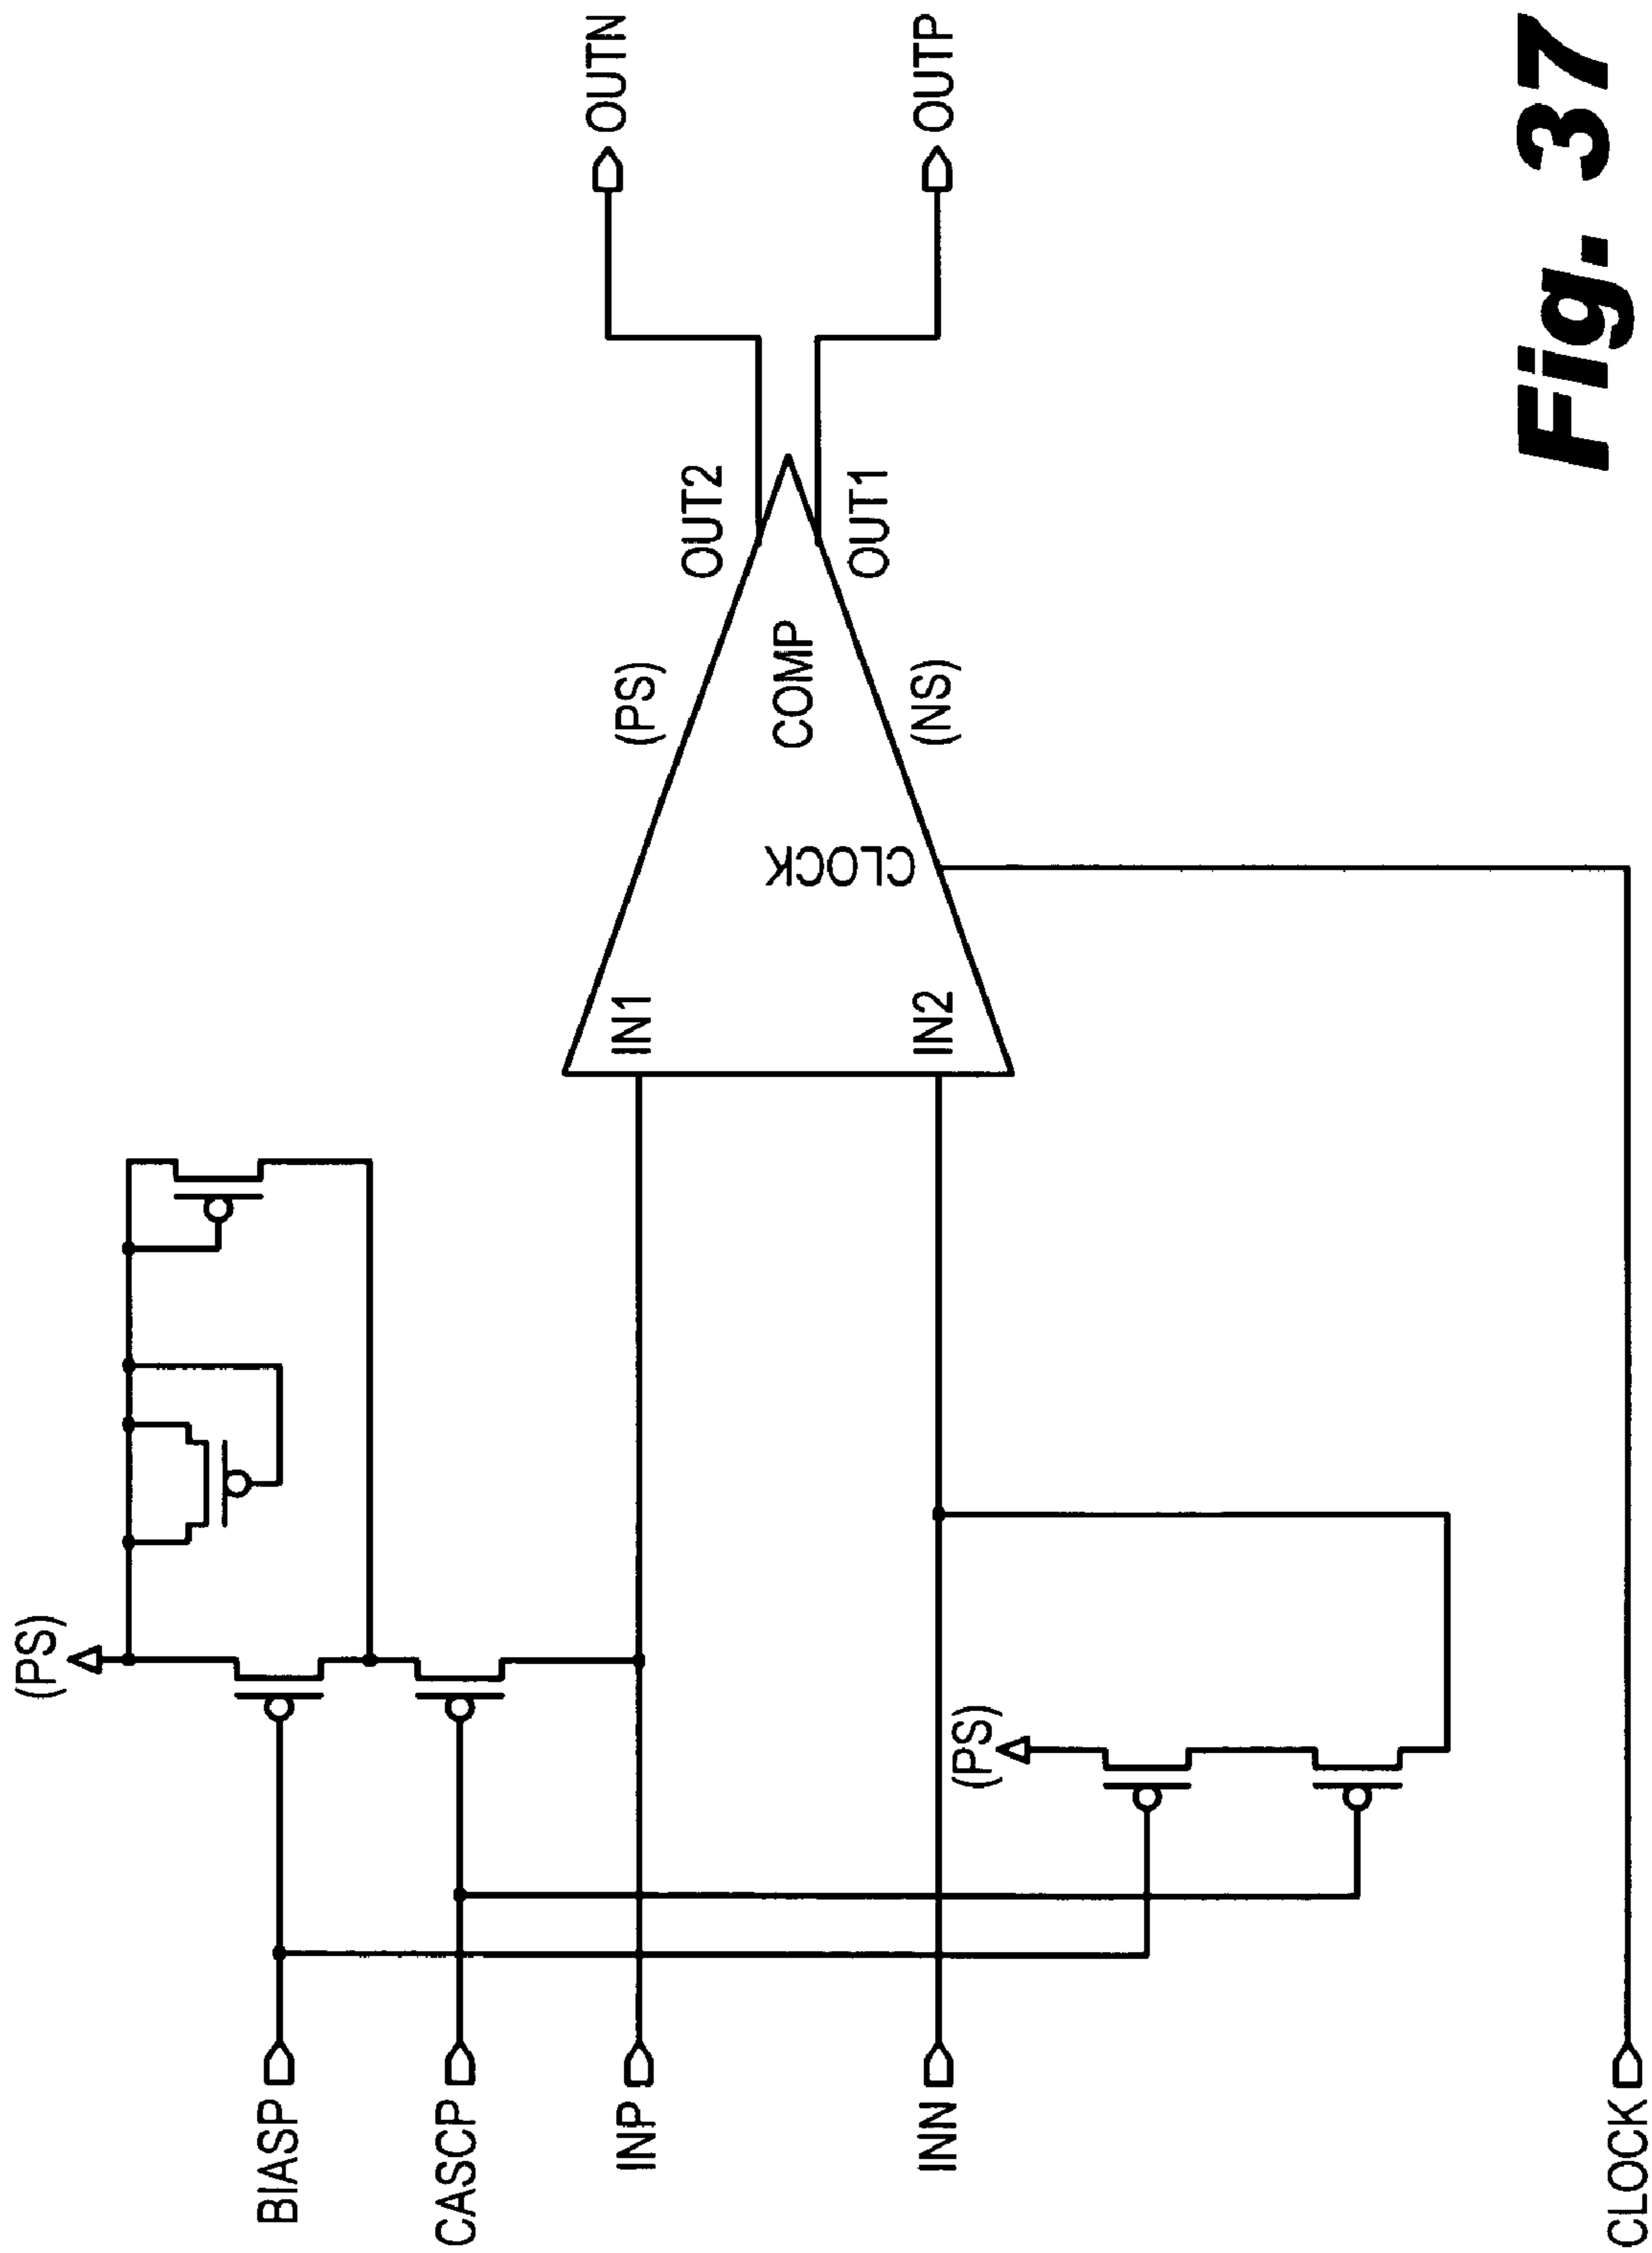 (PS)
BIASP
CASCP
INP
INN
CLOCK
(PS)
IN1
IN2
CLOCK
COMP
(PS)
(NS)
OUT2
OUT1
OUTN
OUTP
Fig- 37